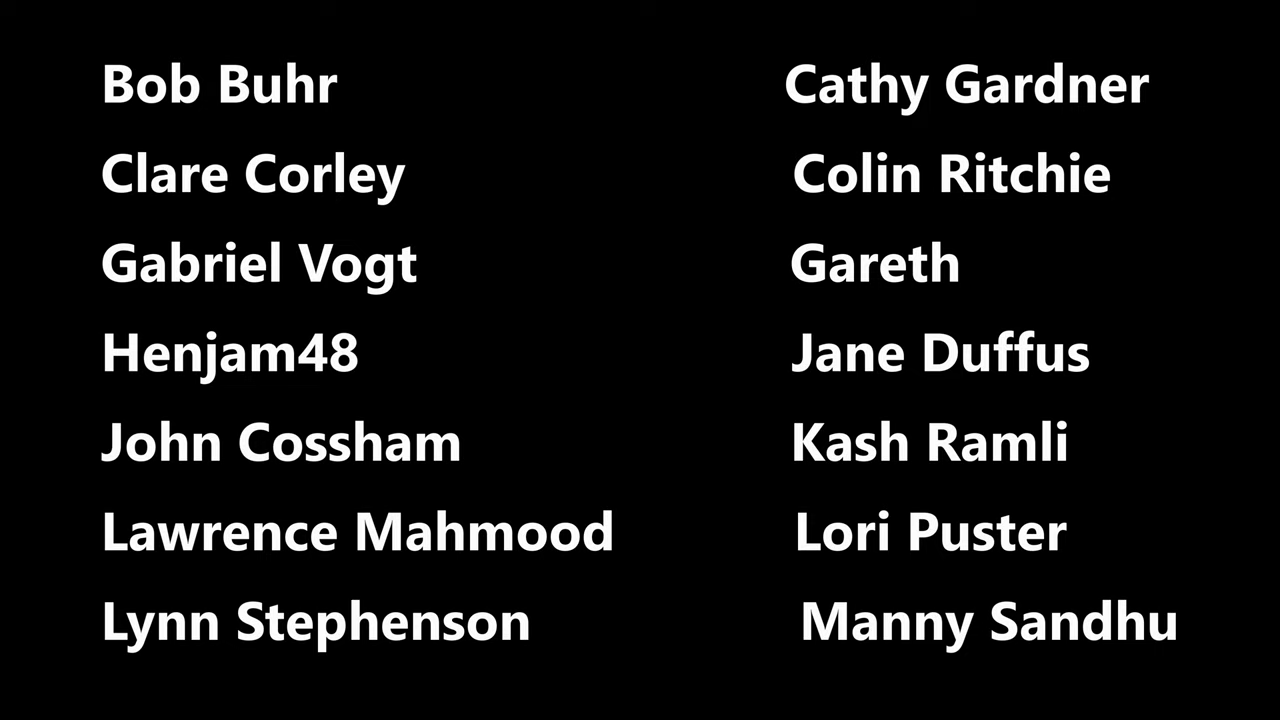 Bob Buhr Cathy Gardner
Clare Corley Colin Ritchie
Gabriel Vogt Gareth
Henjam48 Jane Duffus
John Cossham Kash Ramli
Lawrence Mahmood Lori Puster
Lynn Stephenson Manny Sandhu